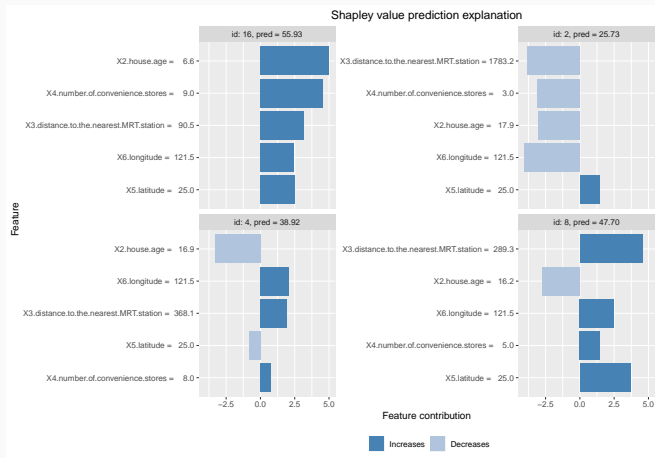 Shapley value prediction explanation
id: 16, pred = 55.93
X2.house.age = 6.6
X4.number.of.convenience.stores = 9.0
X3.distance.to.the.nearest.MRT.station = 90.5
X6.longitude = 121.5
X5.latitude = 25.0
id: 2, pred = 25.73
X3.distance.to.the.nearest.MRT.station = 1783.2
X4.number.of.convenience.stores = 3.0
X2.house.age = 17.9
X6.longitude = 121.5
X5.latitude = 25.0
Feature
id: 4, pred = 38.92
X2.house.age = 16.9
X6.longitude = 121.5
X3.distance.to.the.nearest.MRT.station = 368.1
X5.latitude = 25.0
X4.number.of.convenience.stores = 8.0
−2.5 0.0 2.5 5.0
id: 8, pred = 47.70
X3.distance.to.the.nearest.MRT.station = 289.3
X2.house.age = 16.2
X6.longitude = 121.5
X4.number.of.convenience.stores = 5.0
X5.latitude = 25.0
−2.5 0.0 2.5 5.0
Feature contribution
Increases Decreases